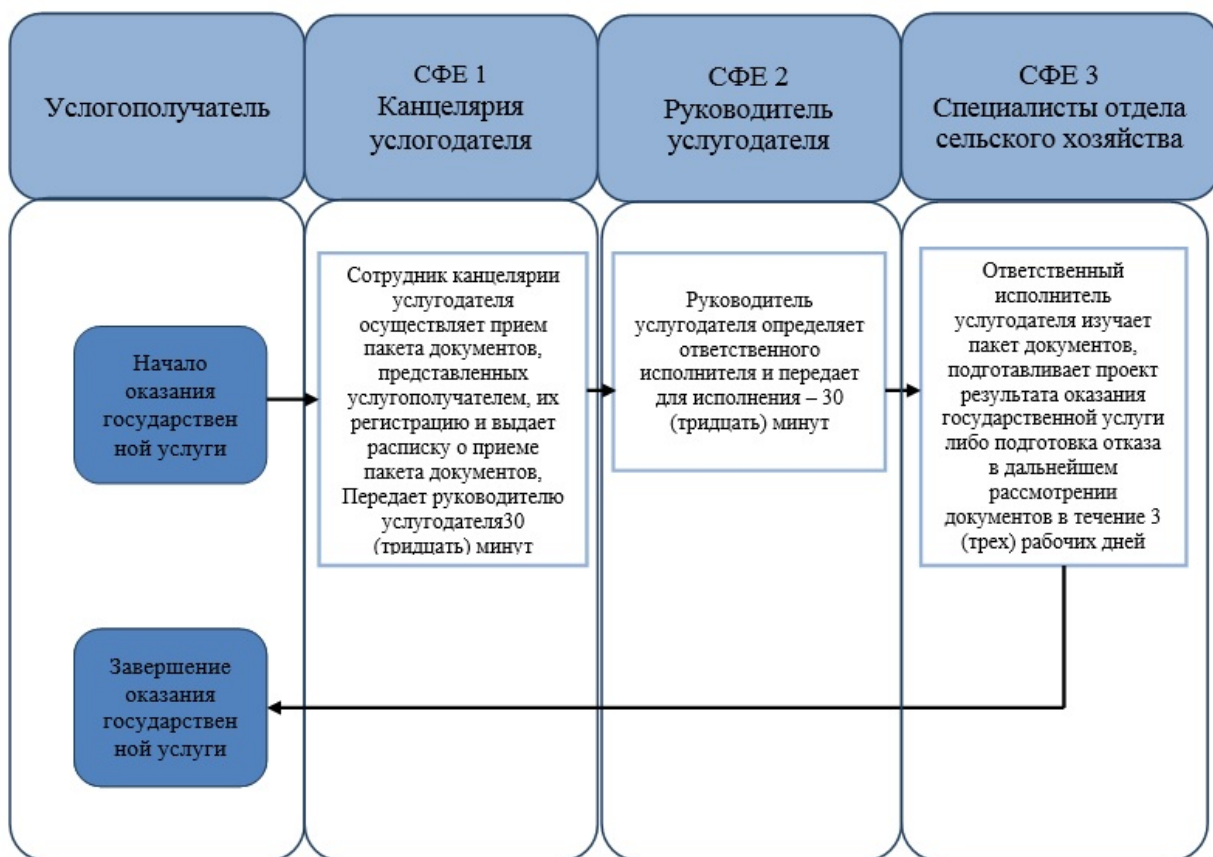 Услогополучатель
СФЕ 1
Канцелярия
услогодателя
СФЕ 2
Руководитель
услугодателя
СФЕ 3
Специалисты отдела
сельского хозяйства
Начало
оказания
государствен
ной услуги
Сотрудник канцелярии
услугодателя
осуществляет прием
пакета документов,
представленных
услугополучателем, их
регистрацию и выдает
расписку о приеме
пакета документов,
Передает руководителю
услугодателя30
(тридцать) минут
Руководитель
услугодателя определяет
ответственного
исполнителя и передает
для исполнения – 30
(тридцать) минут
Ответственный
исполнитель
услугодателя изучает
пакет документов,
подготавливает проект
результата оказания
государственной услуги
либо подготовка отказа
в дальнейшем
рассмотрении
документов в течение 3
(трех) рабочих дней
Завершение
оказания
государствен
ной услуги